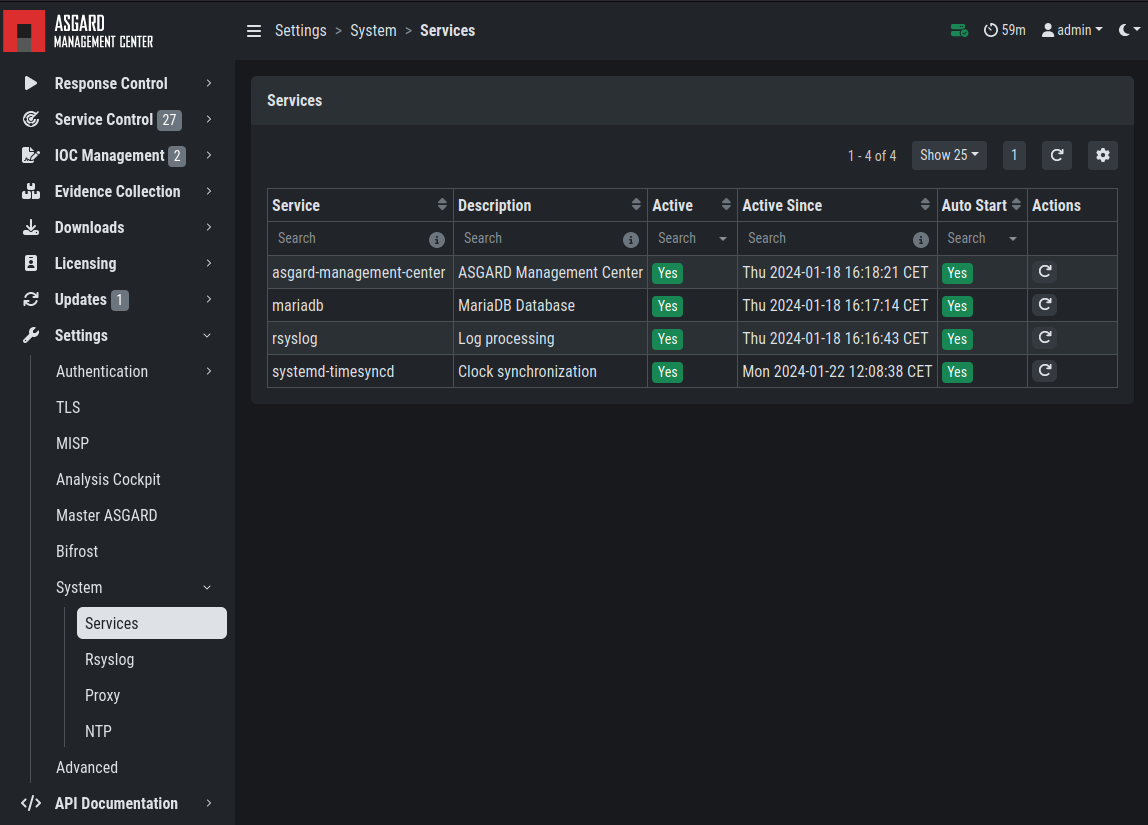 ASGARD
MANAGEMENT CENTER
Settings > System > Services
59m
admin
Response Control
Service Control 27
IOC Management 2
Evidence Collection
Downloads
Licensing
Updates 1
Settings
Authentication
TLS
MISP
Analysis Cockpit
Master ASGARD
Bifrost
System
Services
Rsyslog
Proxy
NTP
Advanced
API Documentation
Services
1 - 4 of 4 Show 25 1
Service Description Active Active Since Auto Start Actions
Search Search Search Search Search
asgard-management-center ASGARD Management Center Yes Thu 2024-01-18 16:18:21 CET Yes
mariadb MariaDB Database Yes Thu 2024-01-18 16:17:14 CET Yes
rsyslog Log processing Yes Thu 2024-01-18 16:16:43 CET Yes
systemd-timesyncd Clock synchronization Yes Mon 2024-01-22 12:08:38 CET Yes